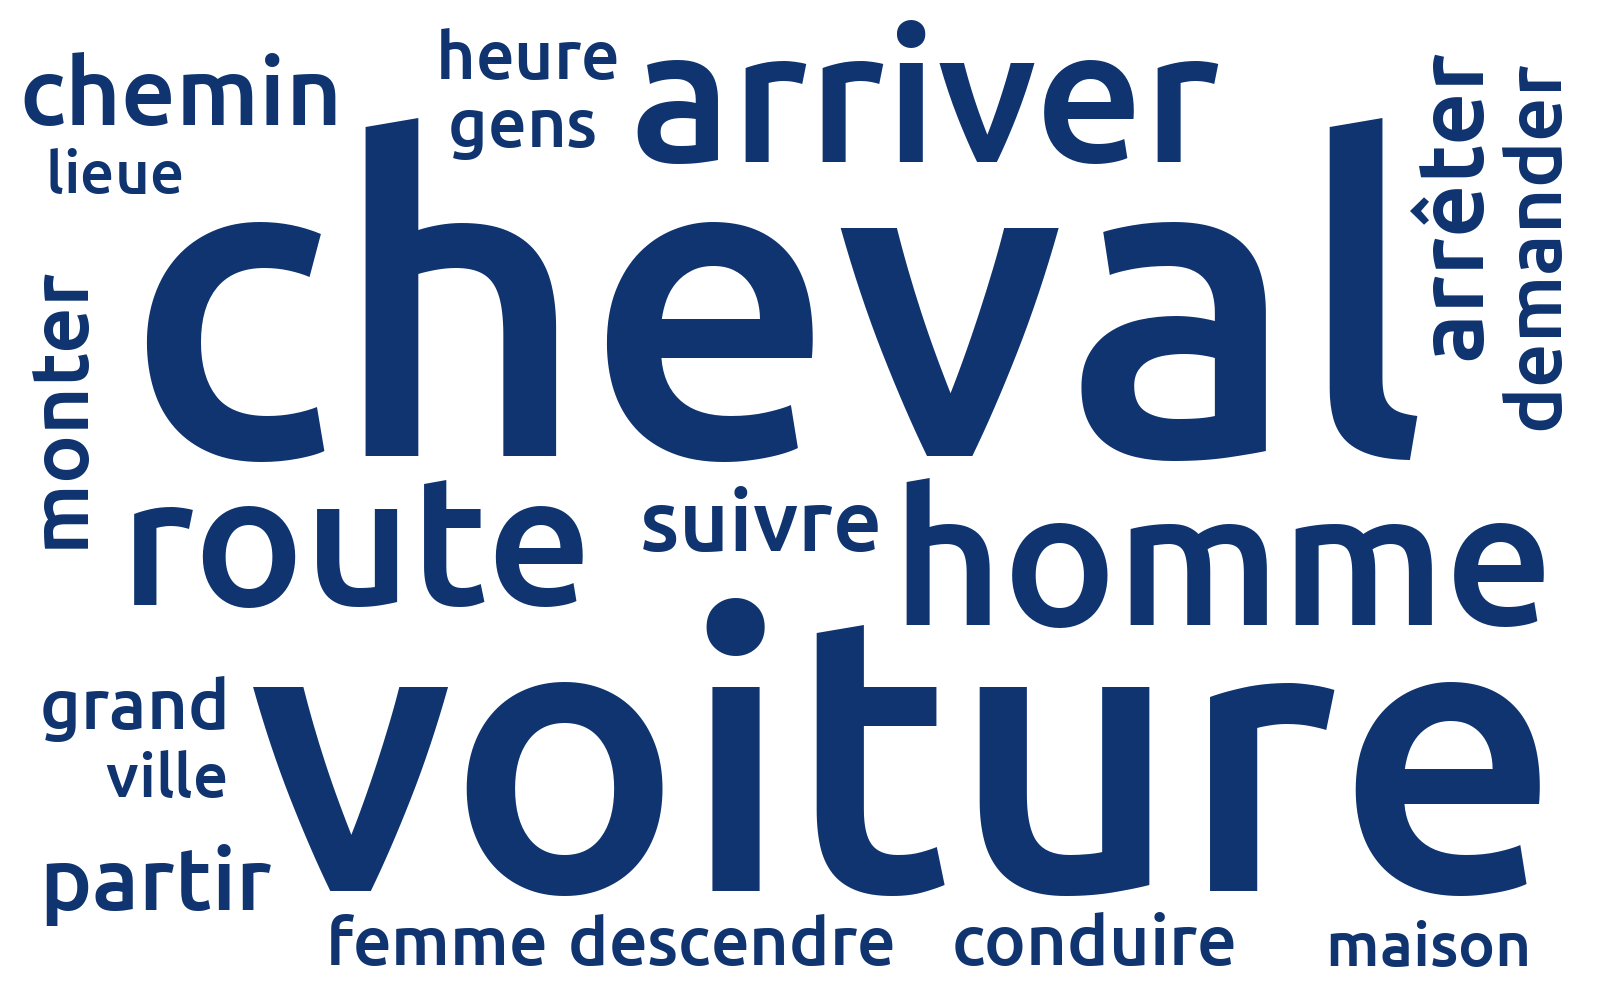 chemin
lieue
heure
gens
arriver
arrêter
demander
cheval
monter
route
suivre
homme
grand
ville
voiture
partir
femme
descendre
conduire
maison